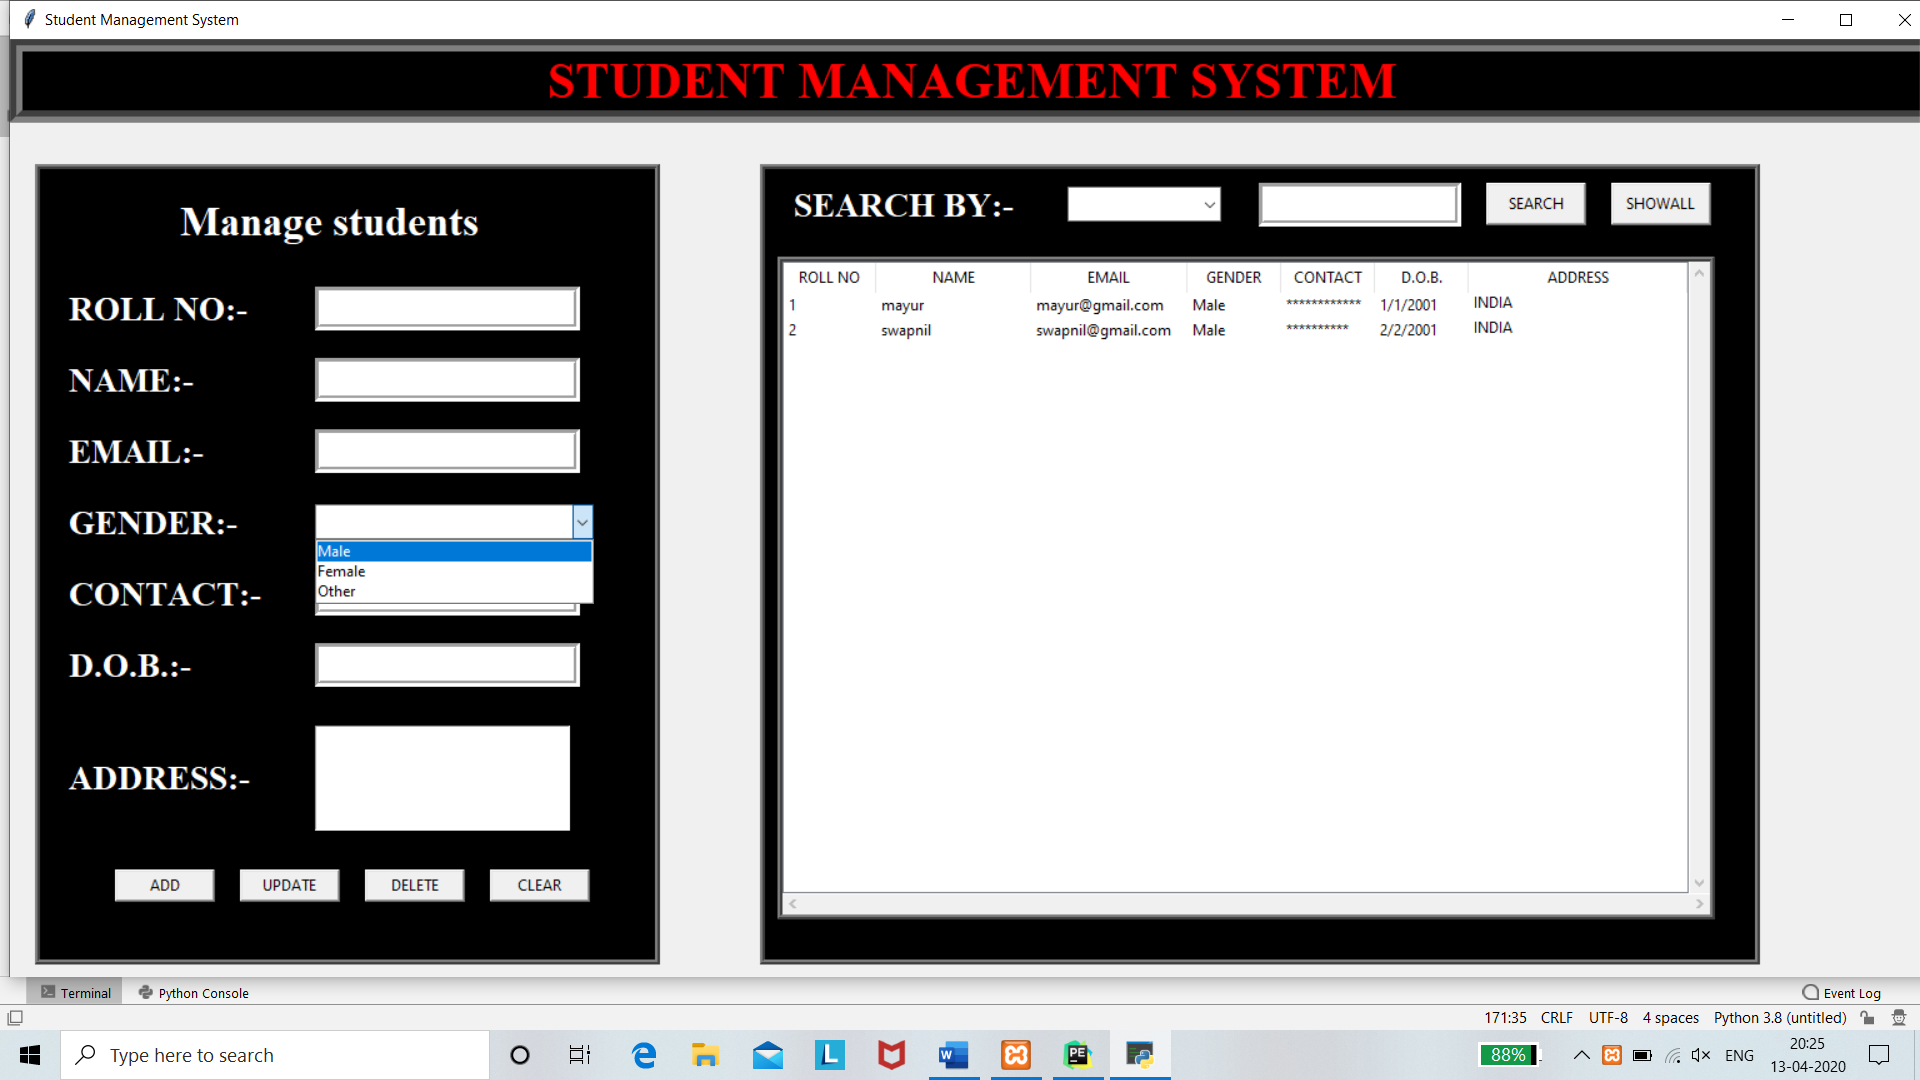 Student Management System
STUDENT MANAGEMENT SYSTEM
Manage students
ROLL NO:-
NAME:-
EMAIL:-
GENDER:-
Male
Female
Other
CONTACT:-
D.O.B.:-
ADDRESS:-
ADD UPDATE DELETE CLEAR
SEARCH BY:- SEARCH SHOWALL
ROLL NO NAME EMAIL GENDER CONTACT D.O.B. ADDRESS
1 mayur mayur@gmail.com Male ************ 1/1/2001 INDIA
2 swapnil swapnil@gmail.com Male ********** 2/2/2001 INDIA
Terminal Python Console Event Log
171:35 CRLF UTF-8 4 spaces Python 3.8 (untitled)
Type here to search L W PE 88% ENG 20:25
13-04-2020